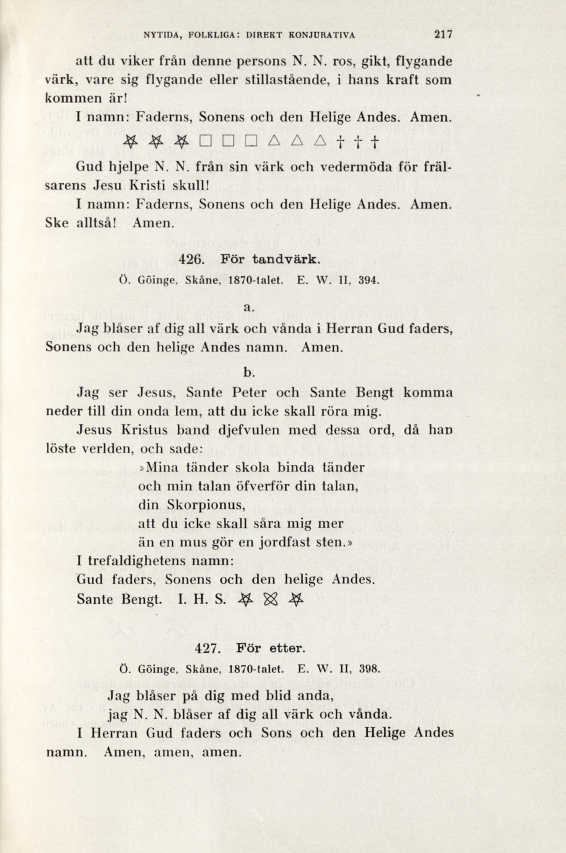 NYTIDA, FOLKLIGA: DIREKT KONJURATIVA 217
att du viker från denne persons N. N. ros, gikt, flygande
värk, vare sig flygande eller stillastående, i hans kraft som
kommen är!
I namn: Faderns, Sonens och den Helige Andes. Amen.
⛧ ⛧ ⛧ □ □ □ △ △ △ † † †
Gud hjelpe N. N. från sin värk och vedermöda för fräl-
sarens Jesu Kristi skull!
I namn: Faderns, Sonens och den Helige Andes. Amen.
Ske alltså! Amen.
426. För tandvärk.
Ö. Göinge, Skåne, 1870-talet. E. W. II, 394.
a.
Jag blåser af dig all värk och vånda i Herran Gud faders,
Sonens och den helige Andes namn. Amen.
b.
Jag ser Jesus, Sante Peter och Sante Bengt komma
neder till din onda lem, att du icke skall röra mig.
Jesus Kristus band djefvulen med dessa ord, då han
löste verlden, och sade:
»Mina tänder skola binda tänder
och min talan öfverför din talan,
din Skorpionus,
att du icke skall såra mig mer
än en mus gör en jordfast sten.»
I trefaldighetens namn:
Gud faders, Sonens och den helige Andes.
Sante Bengt. I. H. S. ⛧ ⛧
427. För etter.
Ö. Göinge, Skåne, 1870-talet. E. W. II, 398.
Jag blåser på dig med blid anda,
jag N. N. blåser af dig all värk och vånda.
I Herran Gud faders och Sons och den Helige Andes
namn. Amen, amen, amen.